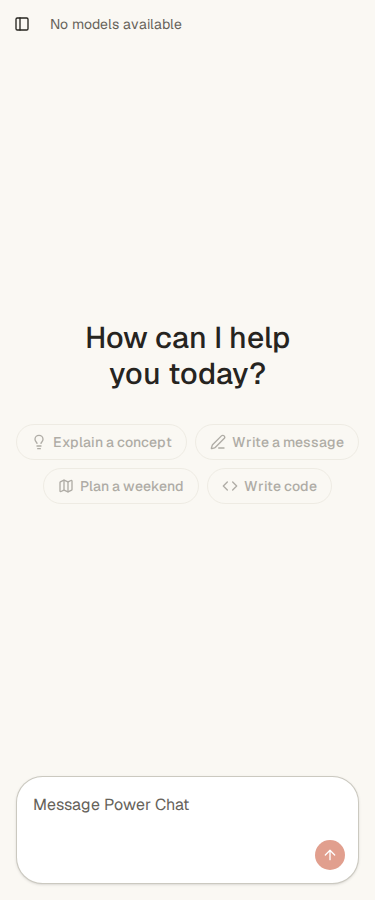 No models available
How can I help
you today?
Explain a concept
Write a message
Plan a weekend
Write code
Message Power Chat